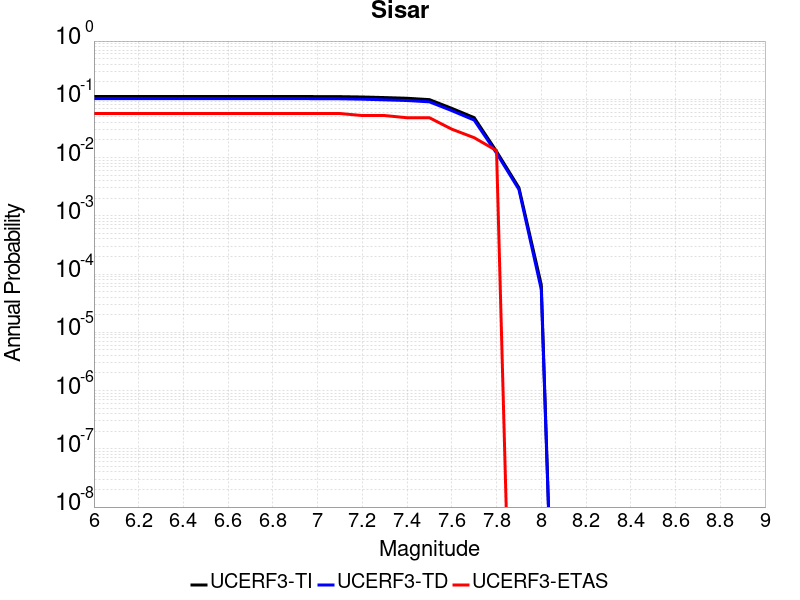 Sisar
10^0
10^-1
10^-2
10^-3
10^-4
10^-5
10^-6
10^-7
10^-8
Annual Probability
6 6.2 6.4 6.6 6.8 7 7.2 7.4 7.6 7.8 8 8.2 8.4 8.6 8.8 9
Magnitude
UCERF3-TI UCERF3-TD UCERF3-ETAS